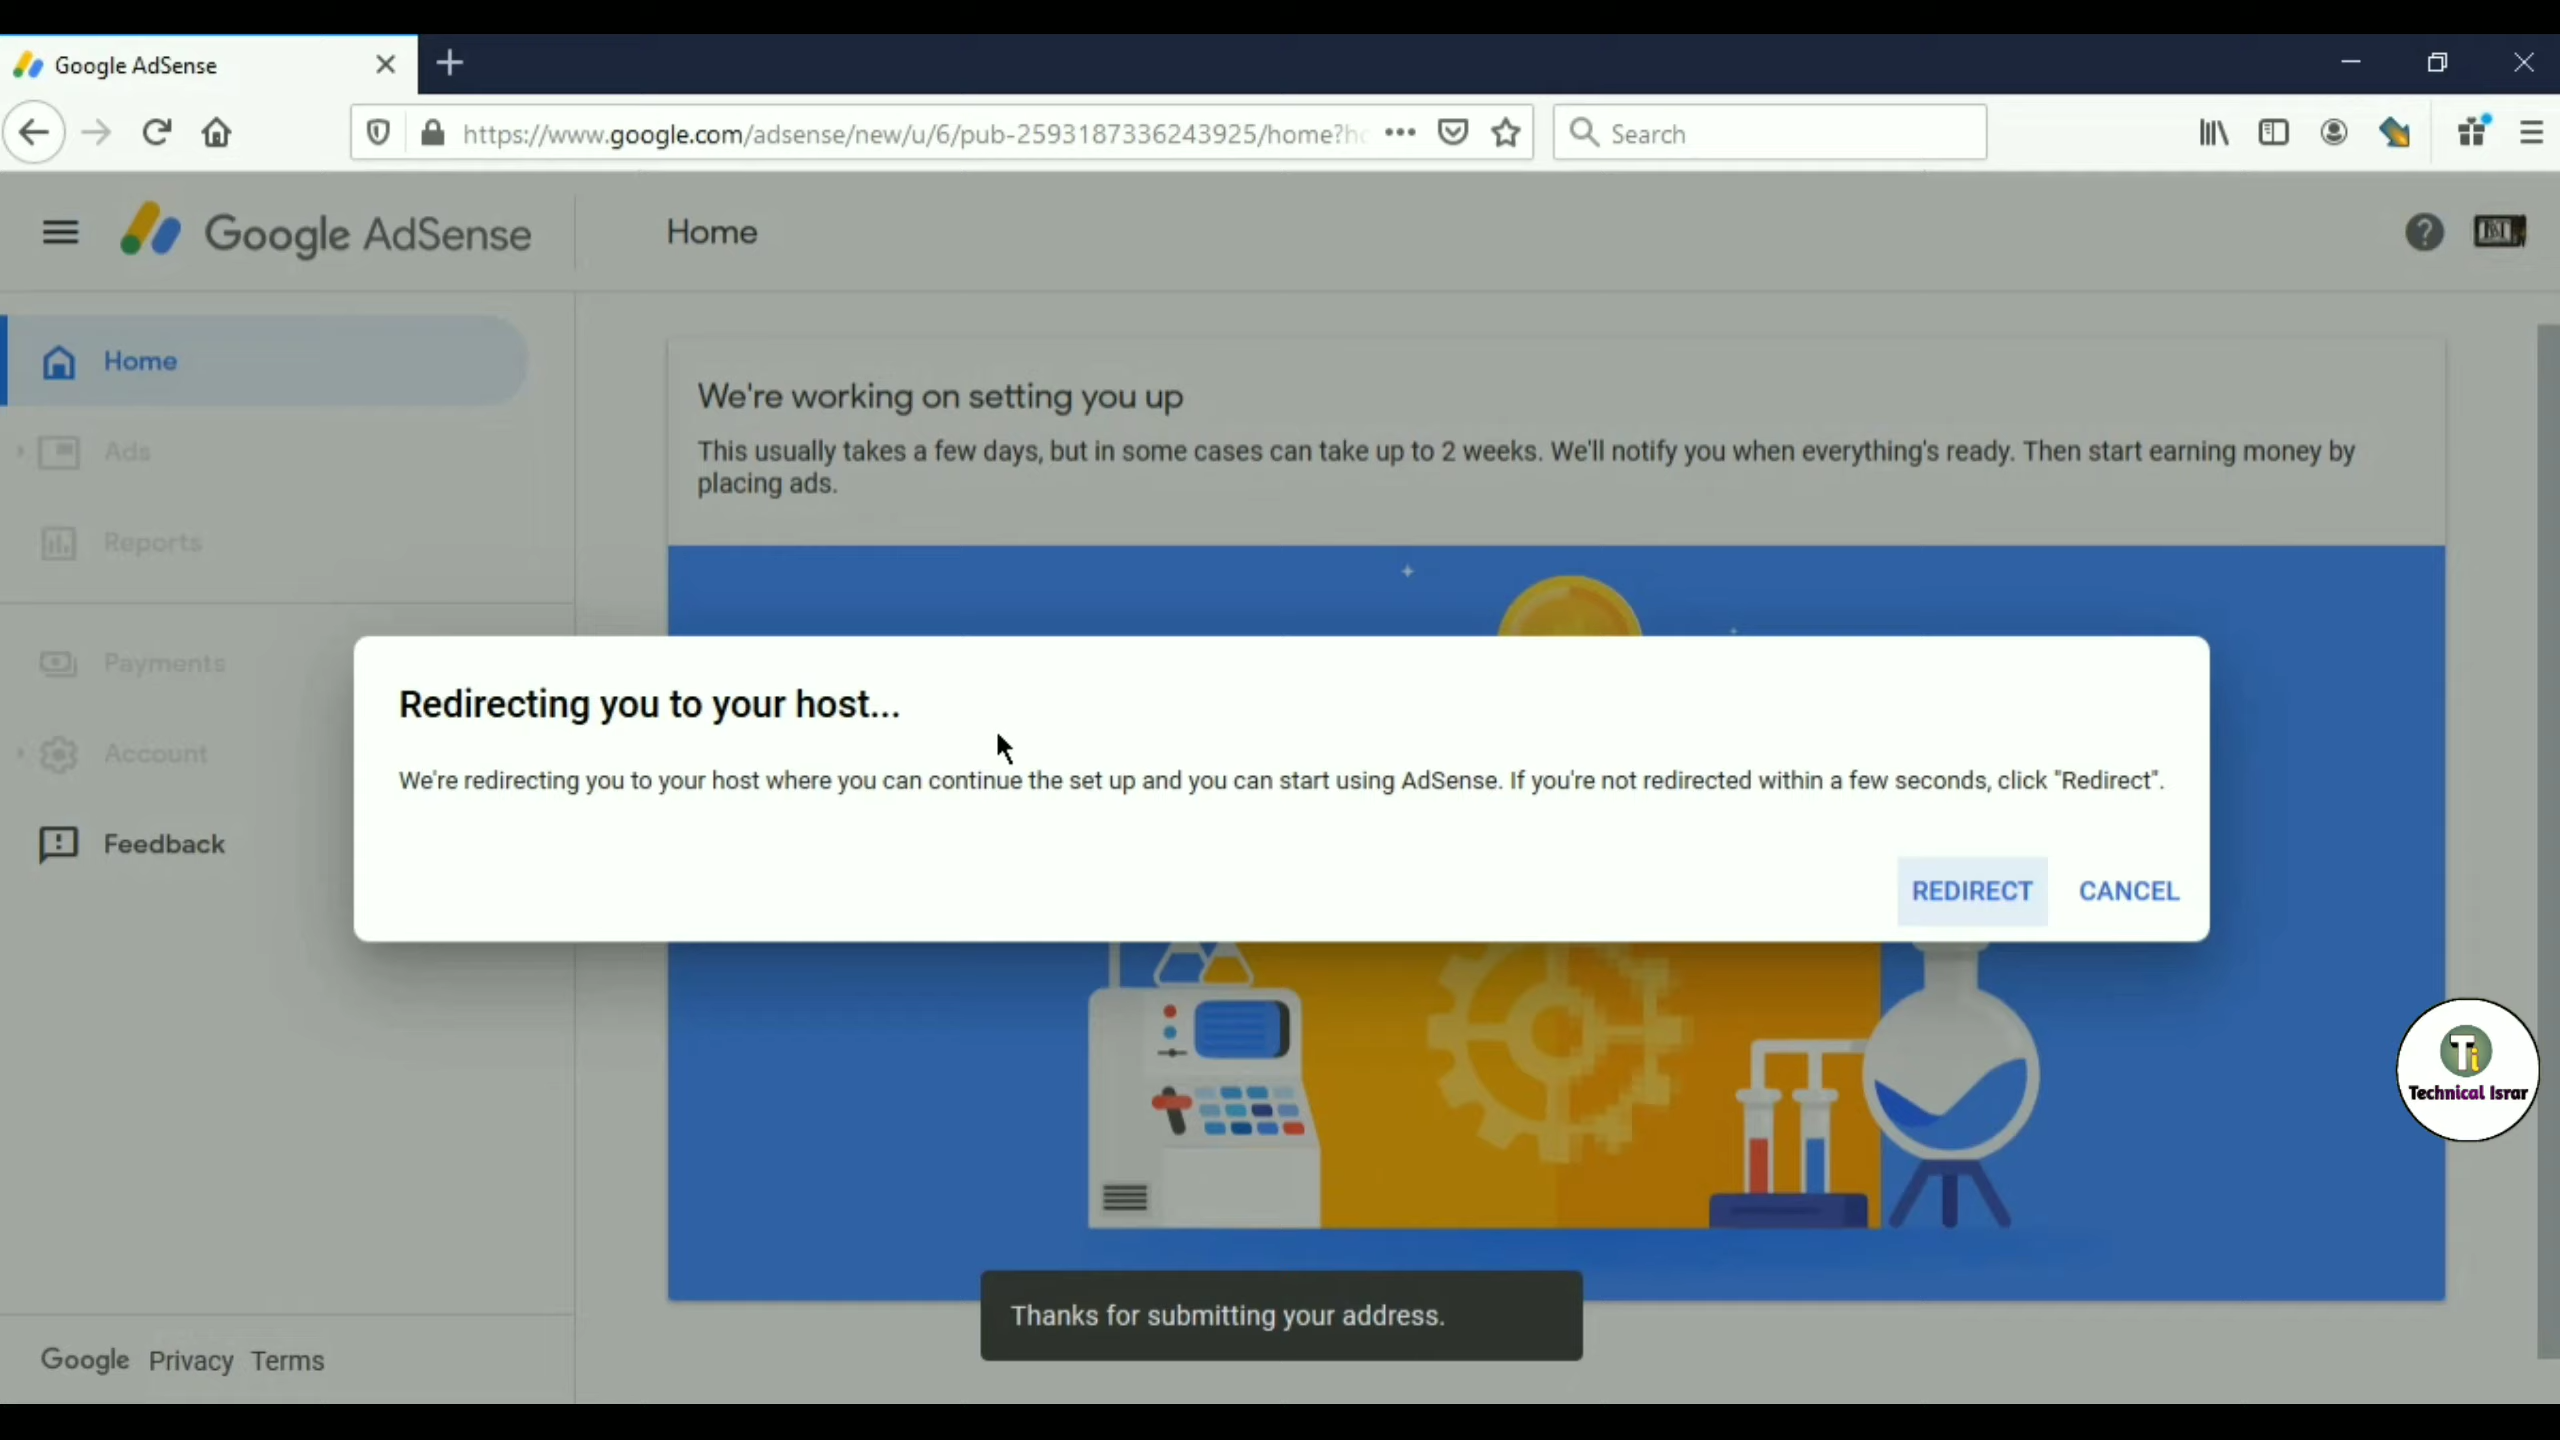 Google AdSense
https://www.google.com/adsense/new/u/6/pub-2593187336243925/home?h
Search
Google AdSense
Home
Home
Ads
Reports
Payments
Account
Feedback
We're working on setting you up
This usually takes a few days, but in some cases can take up to 2 weeks. We'll notify you when everything's ready. Then start earning money by
placing ads.
Redirecting you to your host...
We're redirecting you to your host where you can continue the set up and you can start using AdSense. If you're not redirected within a few seconds, click "Redirect".
REDIRECT CANCEL
Ti
Technical Israr
Thanks for submitting your address.
Google Privacy Terms